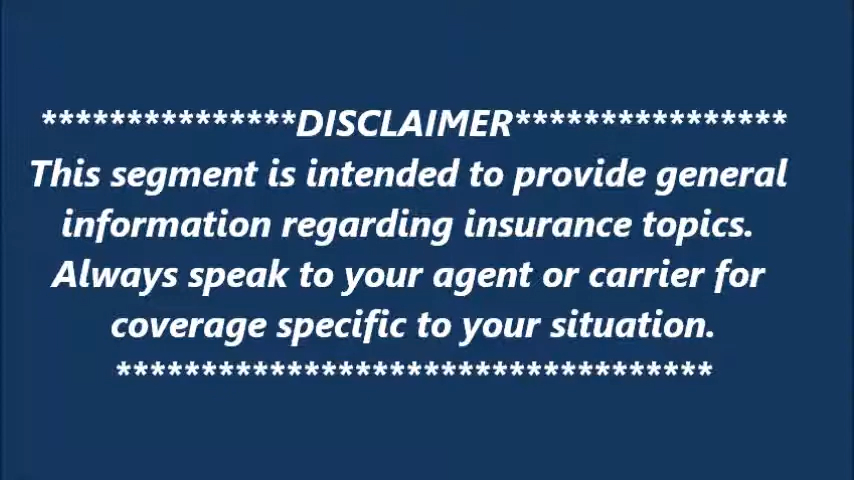 ***************DISCLAIMER****************
This segment is intended to provide general
information regarding insurance topics.
Always speak to your agent or carrier for
coverage specific to your situation.
***********************************